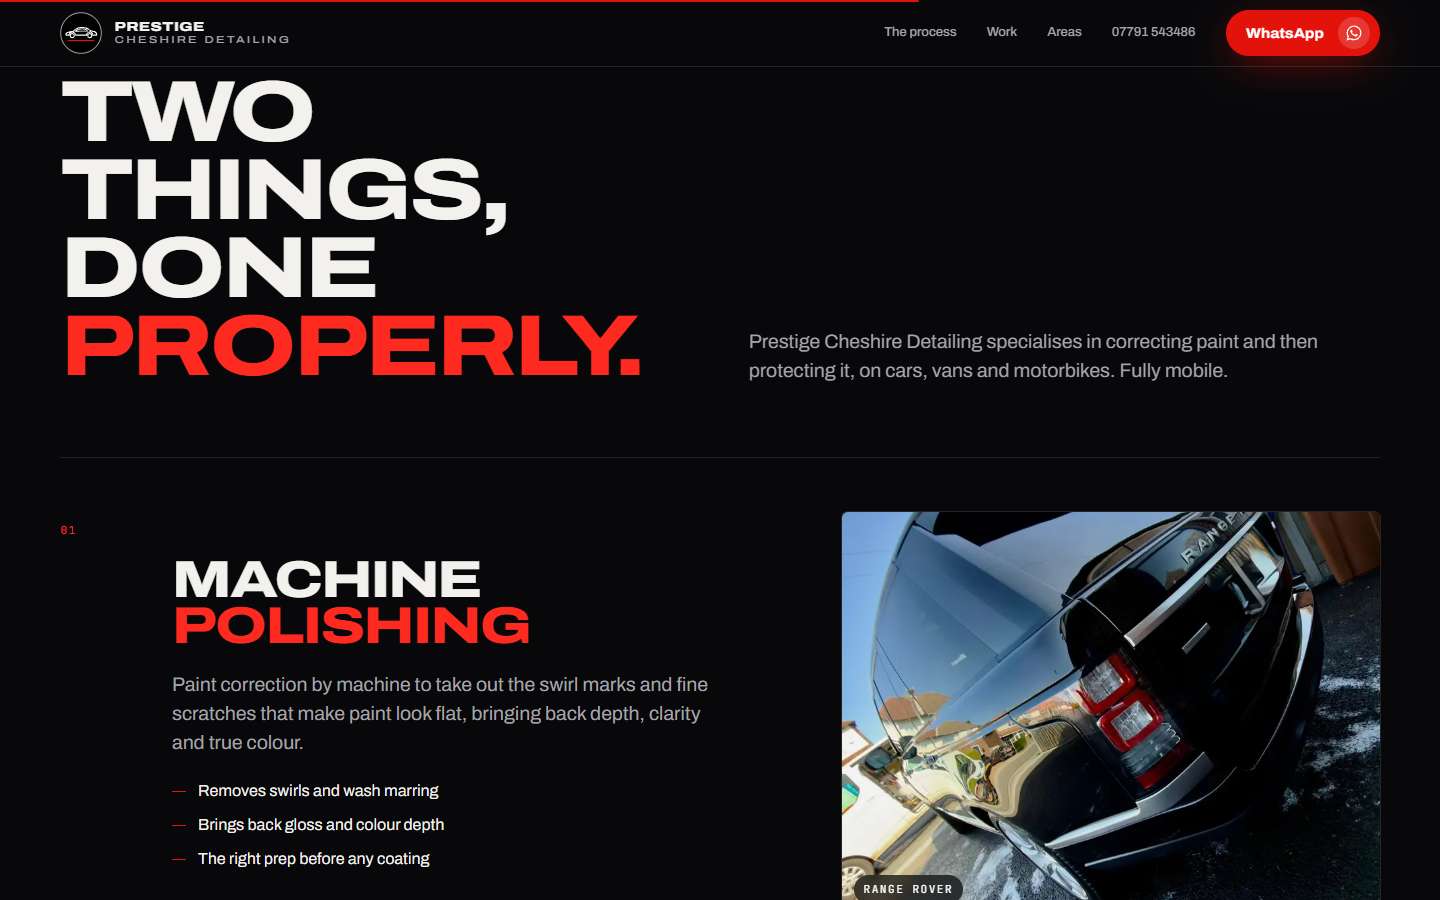 PRESTIGE
CHESHIRE DETAILING
The process
Work
Areas
07791 543486
WhatsApp
TWO
THINGS,
DONE
PROPERLY.
Prestige Cheshire Detailing specialises in correcting paint and then
protecting it, on cars, vans and motorbikes. Fully mobile.
01
MACHINE
POLISHING
Paint correction by machine to take out the swirl marks and fine
scratches that make paint look flat, bringing back depth, clarity
and true colour.
— Removes swirls and wash marring
— Brings back gloss and colour depth
— The right prep before any coating
RANGE
RANGE ROVER